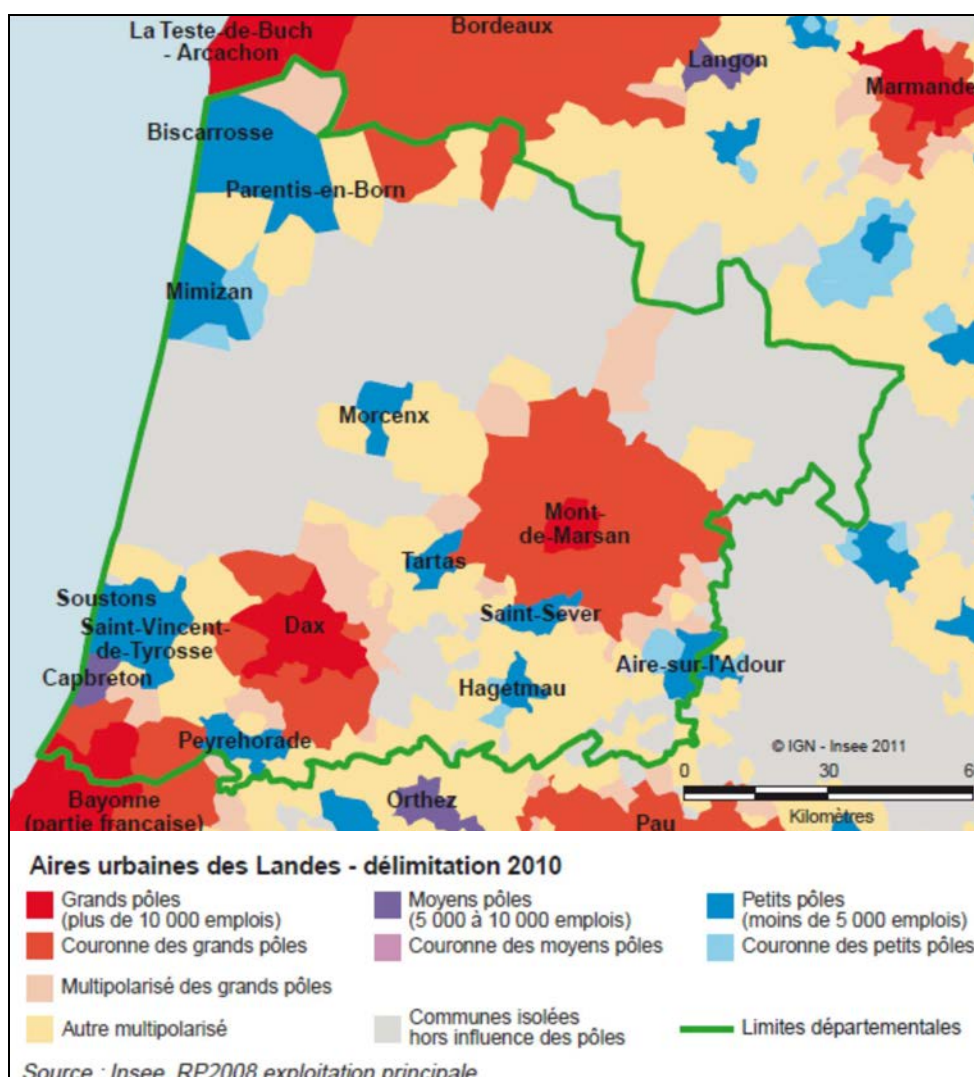 La Teste-de-Buch
- Arcachon
Bordeaux
Langon
Marmande
Biscarrosse
Parentis-en-Born
Mimizan
Morcenx
Mont-
de-Marsan
Tartas
Soustons
Saint-Vincent-
de-Tyrosse
Dax
Saint-Sever
Capbreton
Hagetmau
Aire-sur-l'Adour
Peyrehorade
© IGN - Insee 2011
0 30 6
Kilomètres
Bayonne
(partie française)
Orthez
Pau
Aires urbaines des Landes - délimitation 2010
Grands pôles
(plus de 10 000 emplois)
Moyens pôles
(5 000 à 10 000 emplois)
Petits pôles
(moins de 5 000 emplois)
Couronne des grands pôles
Couronne des moyens pôles
Couronne des petits pôles
Multipolarisé des grands pôles
Autre multipolarisé
Communes isolées
hors influence des pôles
Limites départementales
Source : Insee, RP2008 exploitation principale